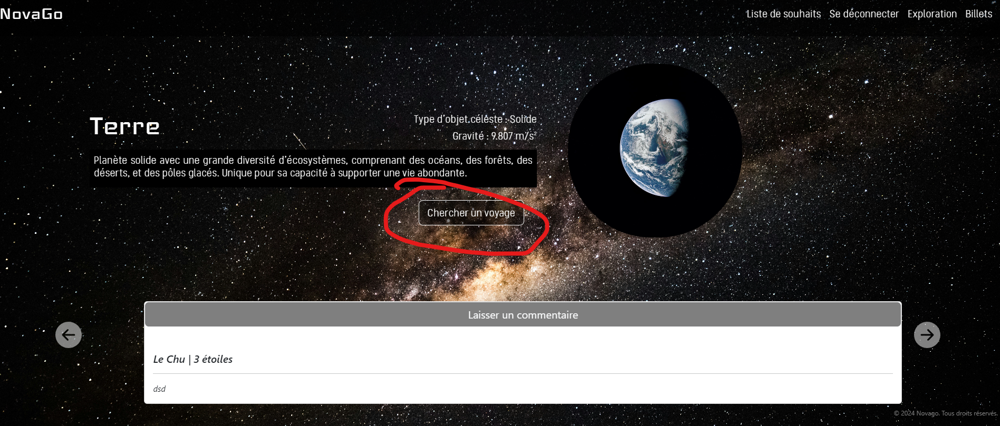 NovaGo
Liste de souhaits Se déconnecter Exploration Billets
Terre
Type d'objet céleste : Solide
Gravité : 9.807 m/s²
Planète solide avec une grande diversité d'écosystèmes, comprenant des océans, des forêts, des
déserts, et des pôles glacés. Unique pour sa capacité à supporter une vie abondante.
Chercher un voyage
Laisser un commentaire
Le Chu | 3 étoiles
dsd
© 2024 Novago. Tous droits réservés.